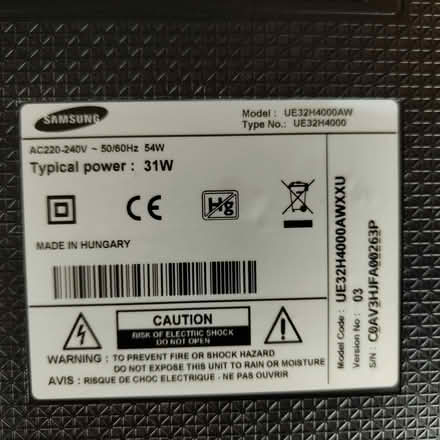 SAMSUNG
Model : UE32H4000AW
Type No.: UE32H4000
AC220-240V ~ 50/60Hz 54W
Typical power : 31W
CE
Hg
MADE IN HUNGARY
CAUTION
RISK OF ELECTRIC SHOCK
DO NOT OPEN
WARNING : TO PREVENT FIRE OR SHOCK HAZARD
DO NOT EXPOSE THIS UNIT TO RAIN OR MOISTURE
AVIS : RISQUE DE CHOC ELECTRIQUE - NE PAS OUVRIR
Model Code : UE32H4000AWXXU
Version No : 03
S/N : C0AV3HJFA00263P